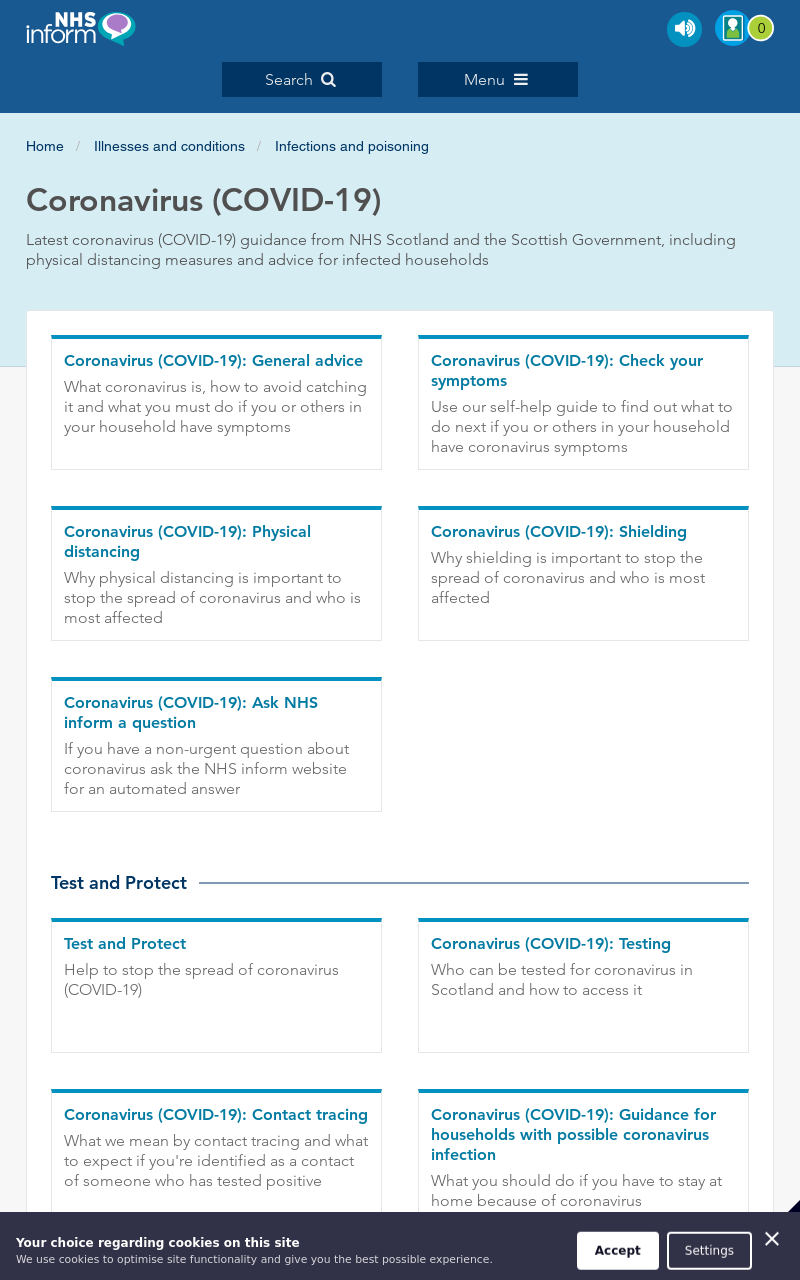 NHS
inform
0
Search
Menu
Home / Illnesses and conditions / Infections and poisoning
Coronavirus (COVID-19)
Latest coronavirus (COVID-19) guidance from NHS Scotland and the Scottish Government, including
physical distancing measures and advice for infected households
Coronavirus (COVID-19): General advice
What coronavirus is, how to avoid catching
it and what you must do if you or others in
your household have symptoms
Coronavirus (COVID-19): Check your
symptoms
Use our self-help guide to find out what to
do next if you or others in your household
have coronavirus symptoms
Coronavirus (COVID-19): Physical
distancing
Why physical distancing is important to
stop the spread of coronavirus and who is
most affected
Coronavirus (COVID-19): Shielding
Why shielding is important to stop the
spread of coronavirus and who is most
affected
Coronavirus (COVID-19): Ask NHS
inform a question
If you have a non-urgent question about
coronavirus ask the NHS inform website
for an automated answer
Test and Protect
Test and Protect
Help to stop the spread of coronavirus
(COVID-19)
Coronavirus (COVID-19): Testing
Who can be tested for coronavirus in
Scotland and how to access it
Coronavirus (COVID-19): Contact tracing
What we mean by contact tracing and what
to expect if you're identified as a contact
of someone who has tested positive
Coronavirus (COVID-19): Guidance for
households with possible coronavirus
infection
What you should do if you have to stay at
home because of coronavirus
Your choice regarding cookies on this site
We use cookies to optimise site functionality and give you the best possible experience.
Accept
Settings